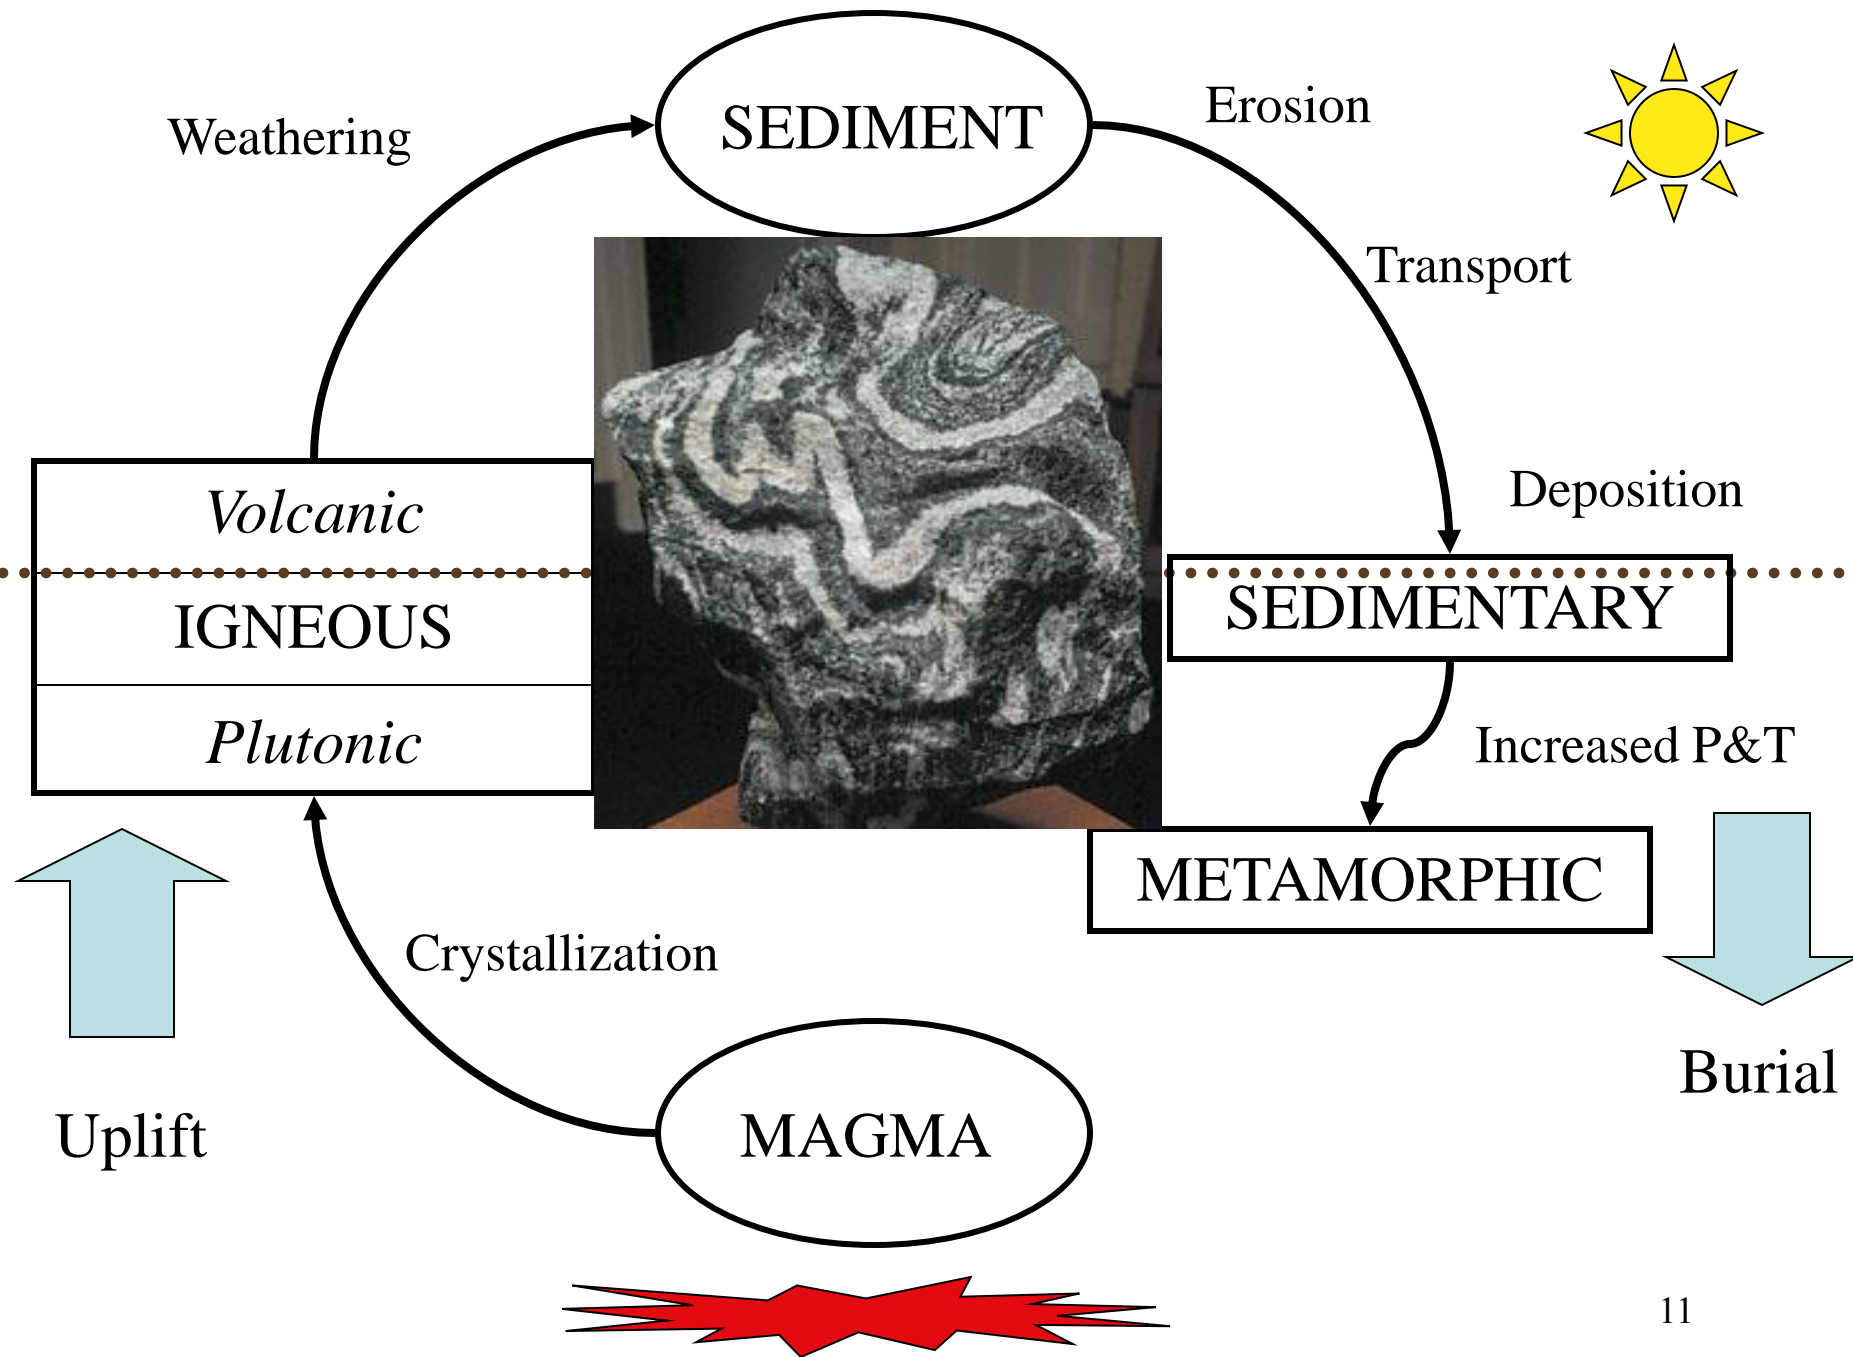 SEDIMENT
Erosion
Weathering
Transport
Deposition
Volcanic
IGNEOUS
SEDIMENTARY
Plutonic
Increased P&T
METAMORPHIC
Crystallization
Burial
Uplift
MAGMA
11